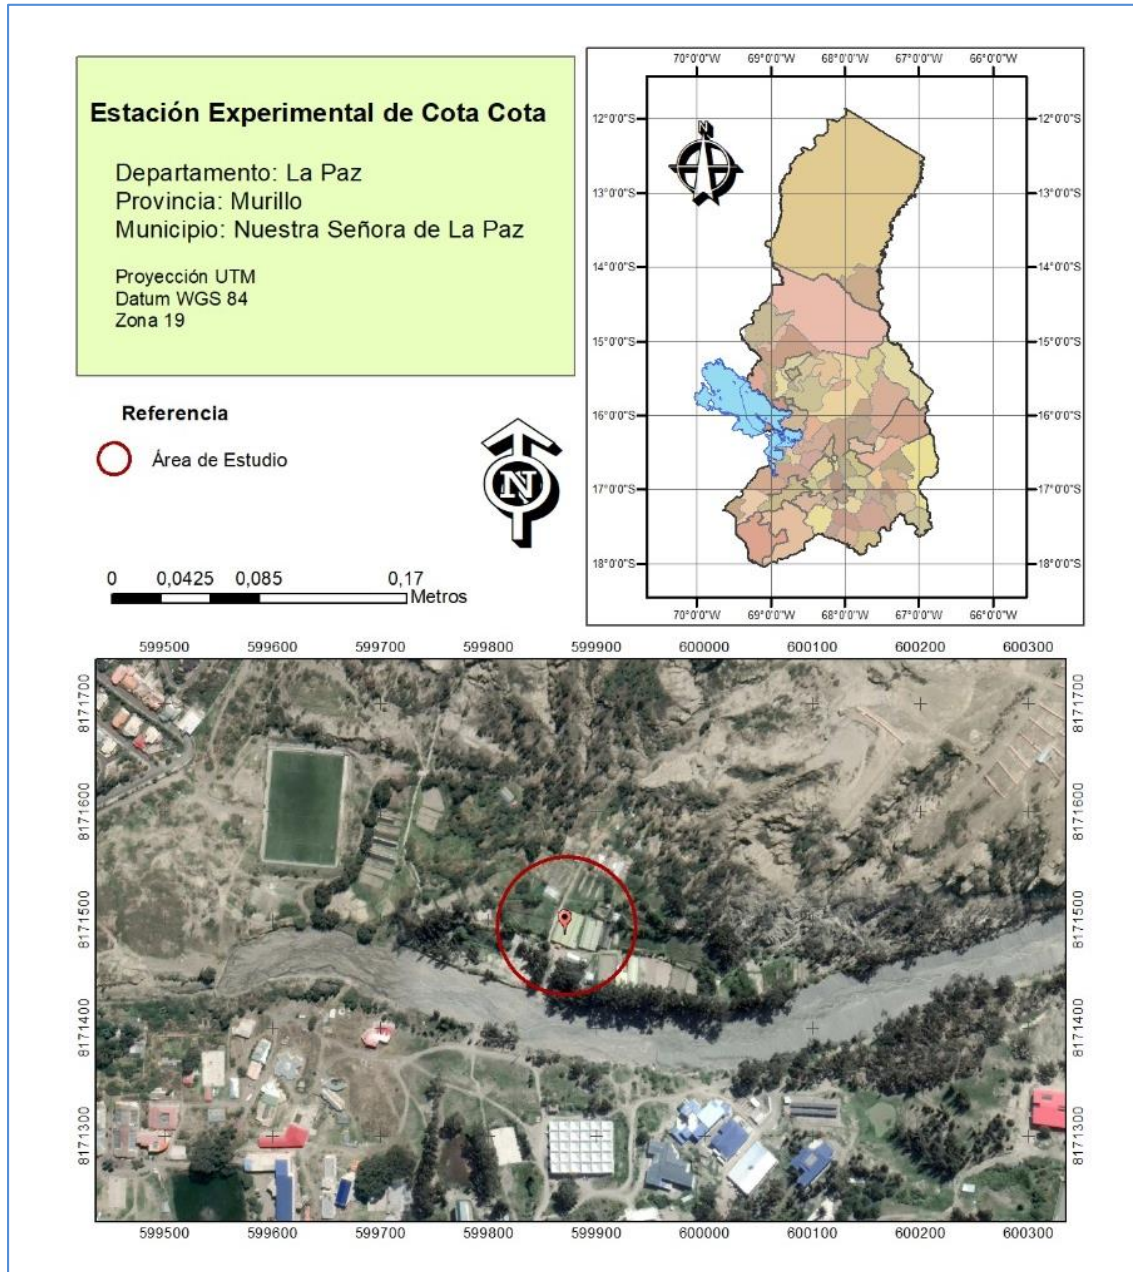 Estación Experimental de Cota Cota
Departamento: La Paz
Provincia: Murillo
Municipio: Nuestra Señora de La Paz
Proyección UTM
Datum WGS 84
Zona 19
Referencia
Área de Estudio
N
0 0,0425 0,085 0,17
Metros
70°0'0"W 69°0'0"W 68°0'0"W 67°0'0"W 66°0'0"W
N
12°0'0"S 12°0'0"S
13°0'0"S 13°0'0"S
14°0'0"S 14°0'0"S
15°0'0"S 15°0'0"S
16°0'0"S 16°0'0"S
17°0'0"S 17°0'0"S
18°0'0"S 18°0'0"S
70°0'0"W 69°0'0"W 68°0'0"W 67°0'0"W 66°0'0"W
599500 599600 599700 599800 599900 600000 600100 600200 600300
8171700 8171700
8171600 8171600
8171500 8171500
8171400 8171400
8171300 8171300
599500 599600 599700 599800 599900 600000 600100 600200 600300